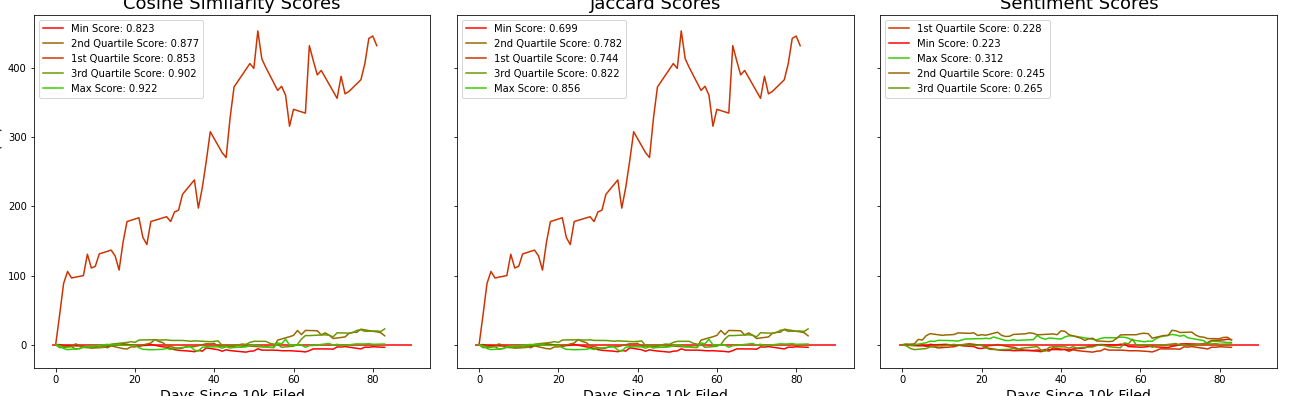 Cosine Similarity Scores
Min Score: 0.823
2nd Quartile Score: 0.877
1st Quartile Score: 0.853
3rd Quartile Score: 0.902
Max Score: 0.922
400
300
200
100
0
0 20 40 60 80
Days Since 10k Filed
Jaccard Scores
Min Score: 0.699
2nd Quartile Score: 0.782
1st Quartile Score: 0.744
3rd Quartile Score: 0.822
Max Score: 0.856
0 20 40 60 80
Days Since 10k Filed
Sentiment Scores
1st Quartile Score: 0.228
Min Score: 0.223
Max Score: 0.312
2nd Quartile Score: 0.245
3rd Quartile Score: 0.265
0 20 40 60 80
Days Since 10k Filed